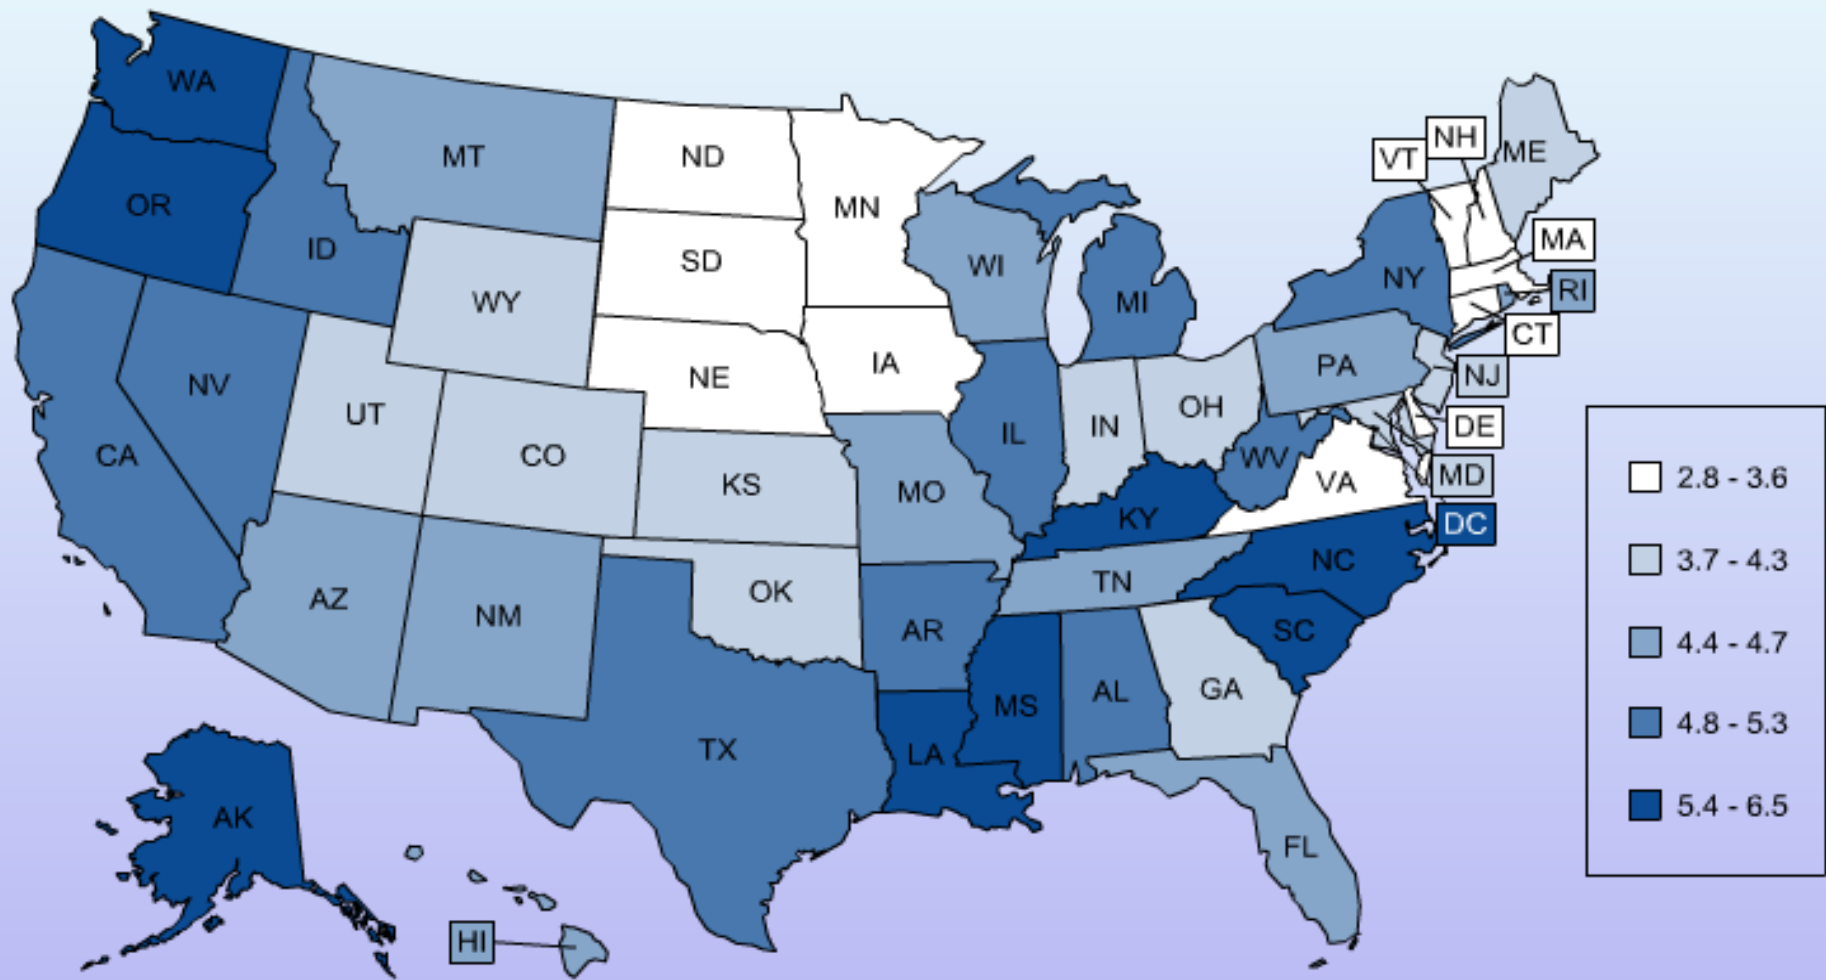 WA
MT
ND
MN
VT
NH
ME
OR
ID
SD
WI
MI
NY
MA
RI
WY
CT
NV
UT
NE
IA
PA
NJ
CA
CO
KS
MO
IL
IN
OH
WV
VA
DE
MD
DC
KY
AZ
NM
OK
TN
NC
AR
SC
TX
LA
MS
AL
GA
AK
FL
HI
2.8 - 3.6
3.7 - 4.3
4.4 - 4.7
4.8 - 5.3
5.4 - 6.5